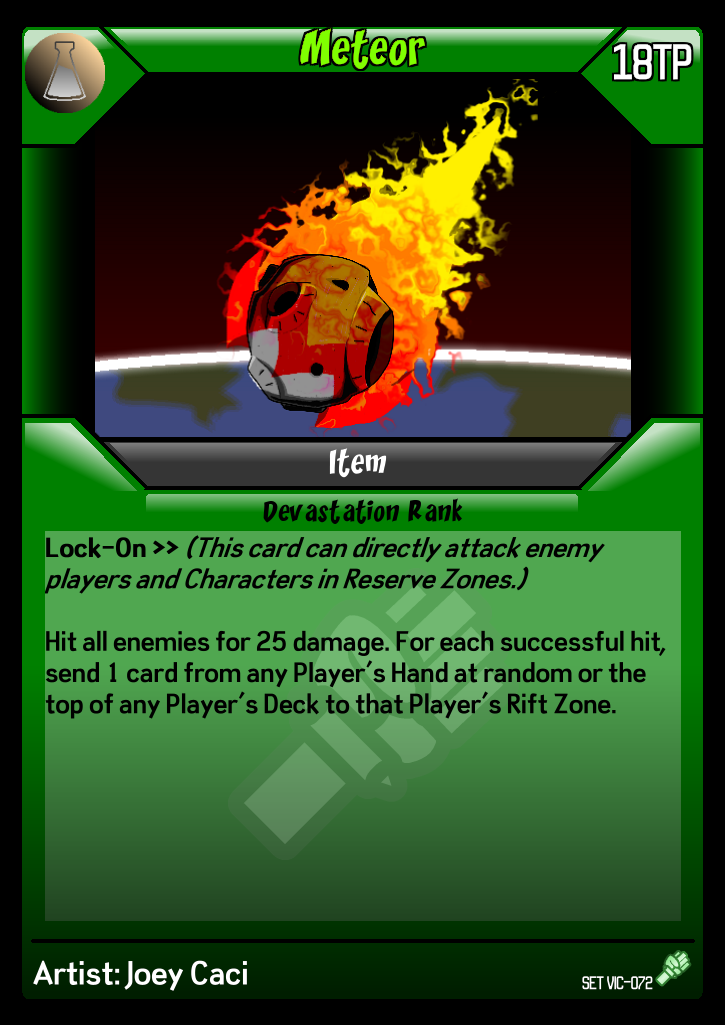 Meteor
18TP
Item
Devastation Rank
Lock-On >> (This card can directly attack enemy
players and Characters in Reserve Zones.)
Hit all enemies for 25 damage. For each successful hit,
send 1 card from any Player's Hand at random or the
top of any Player's Deck to that Player's Rift Zone.
Artist: Joey Caci
SET VIC-072